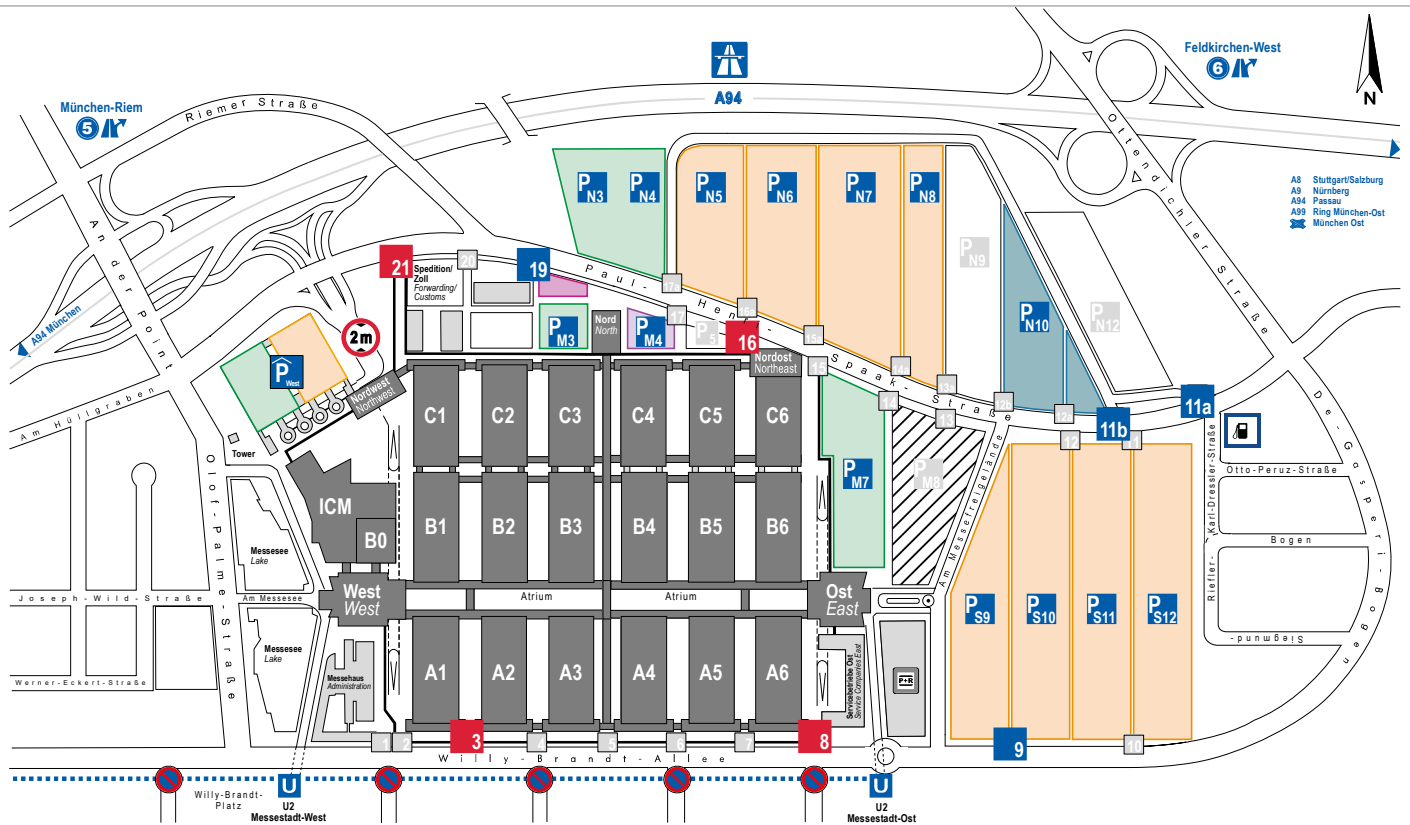 A94
Feldkirchen-West
6
N
München-Riem
5
Riemer Straße
A8 Stuttgart/Salzburg
A9 Nürnberg
A94 Passau
A99 Ring München-Ost
München Ost
An der Point
Ottendichler Straße
P N3
P N4
P N5
P N6
P N7
P N8
P N9
P N10
P N12
21
20
19
Spedition/
Zoll
Forwarding/
Customs
Paul-Henri-Spaak-Straße
17a
17
16a
16
15a
15
14a
14
13a
13
12b
12a
12
11b
11
11a
A94 München
2m
P West
P M3
Nord
North
P M4
P 5
Nordost
Northeast
Nordwest
Northwest
Am Hüllgraben
Tower
C1
C2
C3
C4
C5
C6
P M7
P M8
Am Messefreigelände
Karl-Dressler-Straße
Otto-Peruz-Straße
De-Gasperi-Bogen
ICM
B0
B1
B2
B3
B4
B5
B6
Olof-Palme-Straße
Messesee
Lake
Bogen
Riefler-
Siegmund-
Joseph-Wild-Straße
Am Messesee
West
West
Atrium
Atrium
Ost
East
P S9
P S10
P S11
P S12
Messesee
Lake
Werner-Eckert-Straße
Messehaus
Administration
A1
A2
A3
A4
A5
A6
Servicebetriebe Ost
Service Companies East
P+R
1
2
3
4
5
6
7
8
9
10
Willy-Brandt-Allee
Willy-Brandt-
Platz
U
U2
Messestadt-West
U
U2
Messestadt-Ost